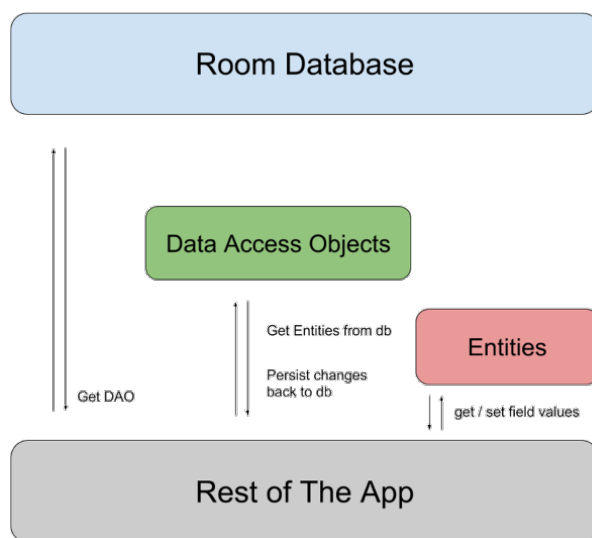 Room Database
Data Access Objects
Get Entities from db
Persist changes
back to db
Entities
Get DAO
get / set field values
Rest of The App